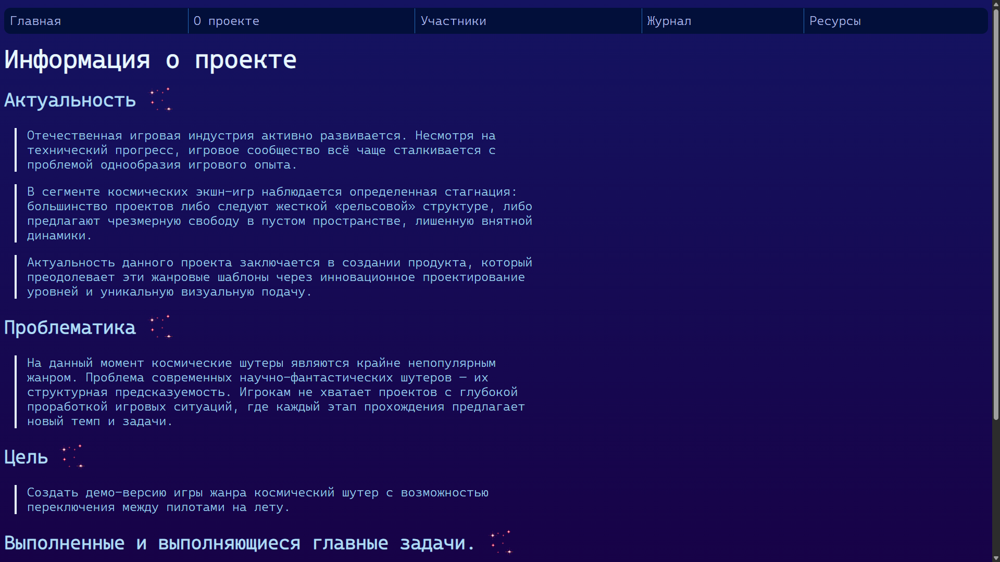 Главная
О проекте
Участники
Журнал
Ресурсы
Информация о проекте
Актуальность
Отечественная игровая индустрия активно развивается. Несмотря на
технический прогресс, игровое сообщество всё чаще сталкивается с
проблемой однообразия игрового опыта.
В сегменте космических экшн-игр наблюдается определенная стагнация:
большинство проектов либо следуют жесткой «рельсовой» структуре, либо
предлагают чрезмерную свободу в пустом пространстве, лишенную внятной
динамики.
Актуальность данного проекта заключается в создании продукта, который
преодолевает эти жанровые шаблоны через инновационное проектирование
уровней и уникальную визуальную подачу.
Проблематика
На данный момент космические шутеры являются крайне непопулярным
жанром. Проблема современных научно-фантастических шутеров — их
структурная предсказуемость. Игрокам не хватает проектов с глубокой
проработкой игровых ситуаций, где каждый этап прохождения предлагает
новый темп и задачи.
Цель
Создать демо-версию игры жанра космический шутер с возможностью
переключения между пилотами на лету.
Выполненные и выполняющиеся главные задачи.